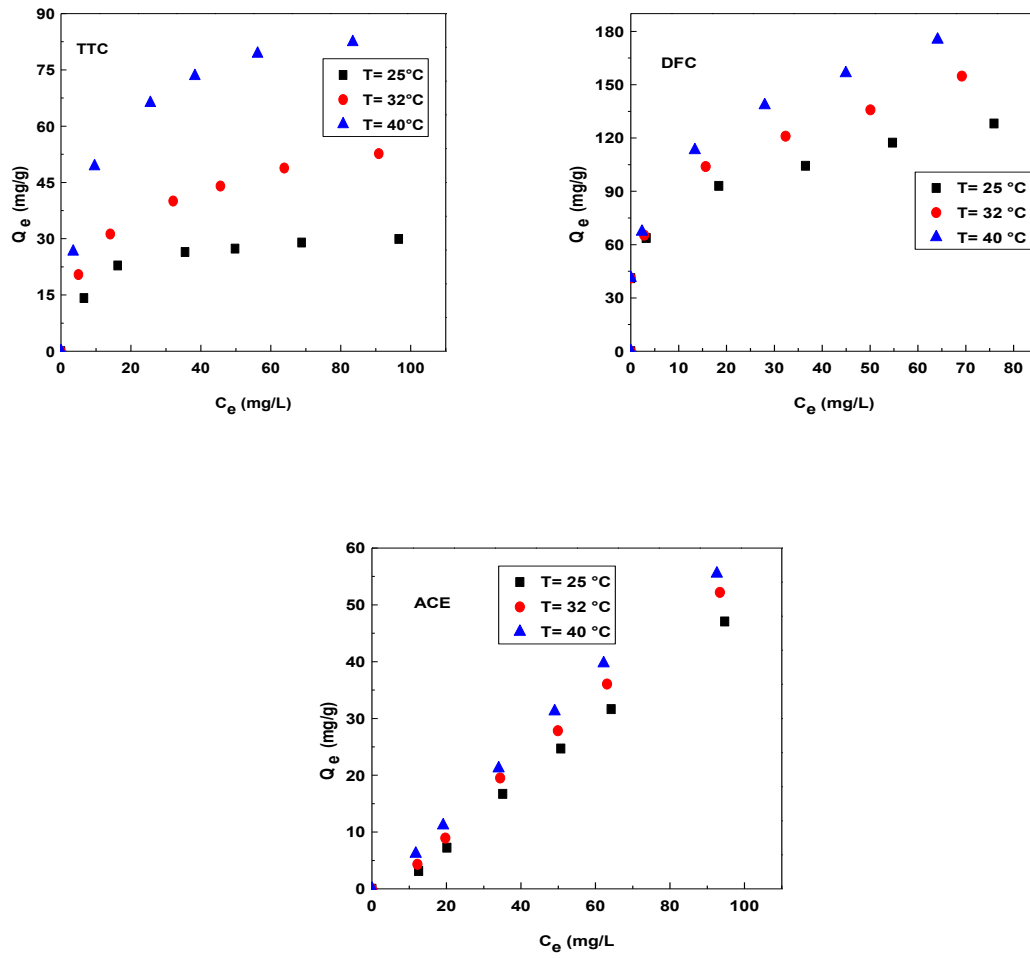 TTC
T= 25°C
T= 32°C
T= 40°C
90
75
60
45
30
15
0
Q e (mg/g)
0 20 40 60 80 100
Ce (mg/L)
DFC
T= 25 °C
T= 32 °C
T= 40 °C
180
150
120
90
60
30
0
Q e (mg/g)
0 10 20 30 40 50 60 70 80
Ce (mg/L)
ACE
T= 25 °C
T= 32 °C
T= 40 °C
60
50
40
30
20
10
0
Q e (mg/g)
0 20 40 60 80 100
Ce (mg/L